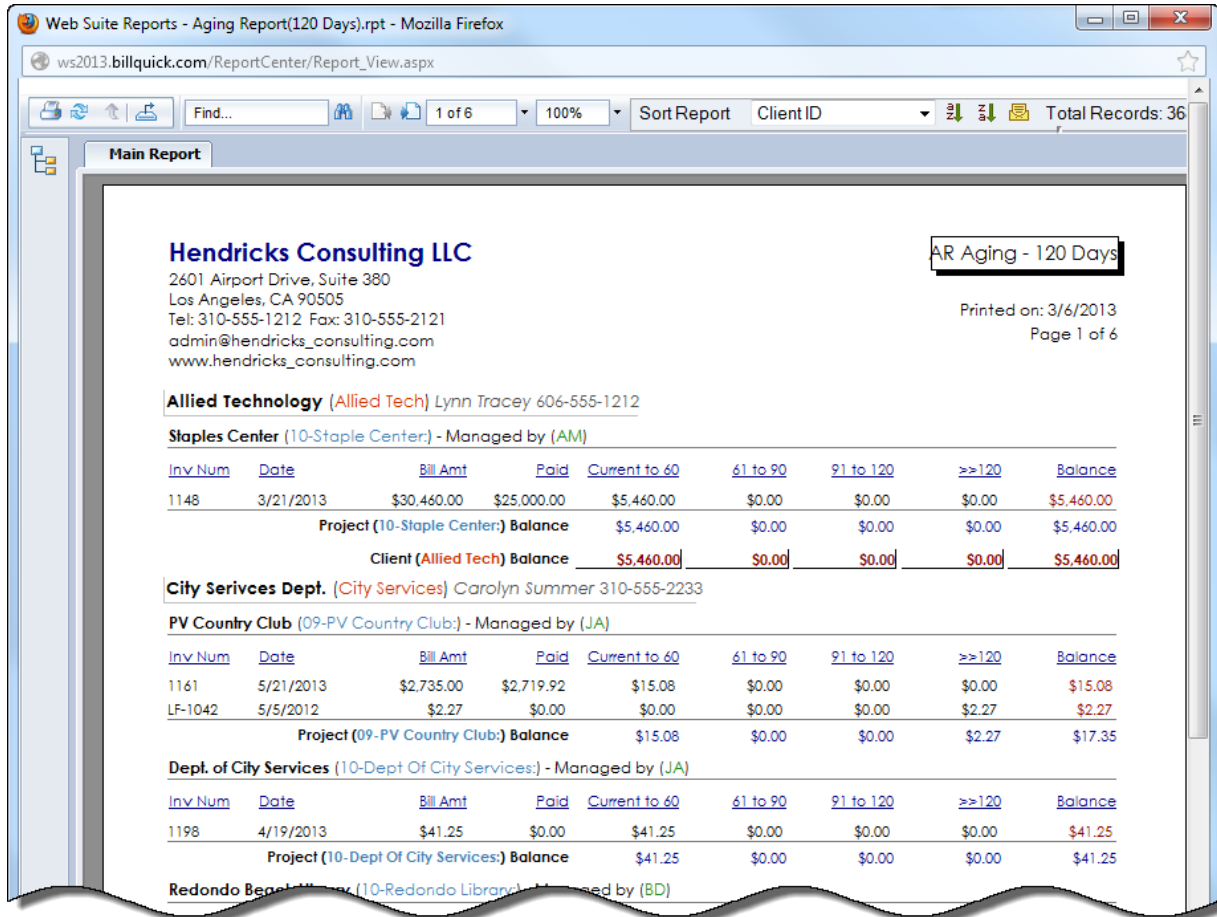 Web Suite Reports - Aging Report(120 Days).rpt - Mozilla Firefox
ws2013.billquick.com/ReportCenter/Report_View.aspx
Find... 1 of 6 100% Sort Report Client ID Total Records: 36
Main Report
Hendricks Consulting LLC
AR Aging - 120 Days
2601 Airport Drive, Suite 380
Los Angeles, CA 90505
Tel: 310-555-1212 Fax: 310-555-2121
admin@hendricks_consulting.com
www.hendricks_consulting.com
Printed on: 3/6/2013
Page 1 of 6
Allied Technology (Allied Tech) Lynn Tracey 606-555-1212
Staples Center (10-Staple Center:) - Managed by (AM)
Inv Num Date Bill Amt Paid Current to 60 61 to 90 91 to 120 >>120 Balance
1148 3/21/2013 $30,460.00 $25,000.00 $5,460.00 $0.00 $0.00 $0.00 $5,460.00
Project (10-Staple Center:) Balance $5,460.00 $0.00 $0.00 $0.00 $5,460.00
Client (Allied Tech) Balance $5,460.00 $0.00 $0.00 $0.00 $5,460.00
City Serivces Dept. (City Services) Carolyn Summer 310-555-2233
PV Country Club (09-PV Country Club:) - Managed by (JA)
Inv Num Date Bill Amt Paid Current to 60 61 to 90 91 to 120 >>120 Balance
1161 5/21/2013 $2,735.00 $2,719.92 $15.08 $0.00 $0.00 $0.00 $15.08
LF-1042 5/5/2012 $2.27 $0.00 $0.00 $0.00 $0.00 $2.27 $2.27
Project (09-PV Country Club:) Balance $15.08 $0.00 $0.00 $2.27 $17.35
Dept. of City Services (10-Dept Of City Services:) - Managed by (JA)
Inv Num Date Bill Amt Paid Current to 60 61 to 90 91 to 120 >>120 Balance
1198 4/19/2013 $41.25 $0.00 $41.25 $0.00 $0.00 $0.00 $41.25
Project (10-Dept Of City Services:) Balance $41.25 $0.00 $0.00 $0.00 $41.25
Redondo (10-Redondo Library:) by (BD)